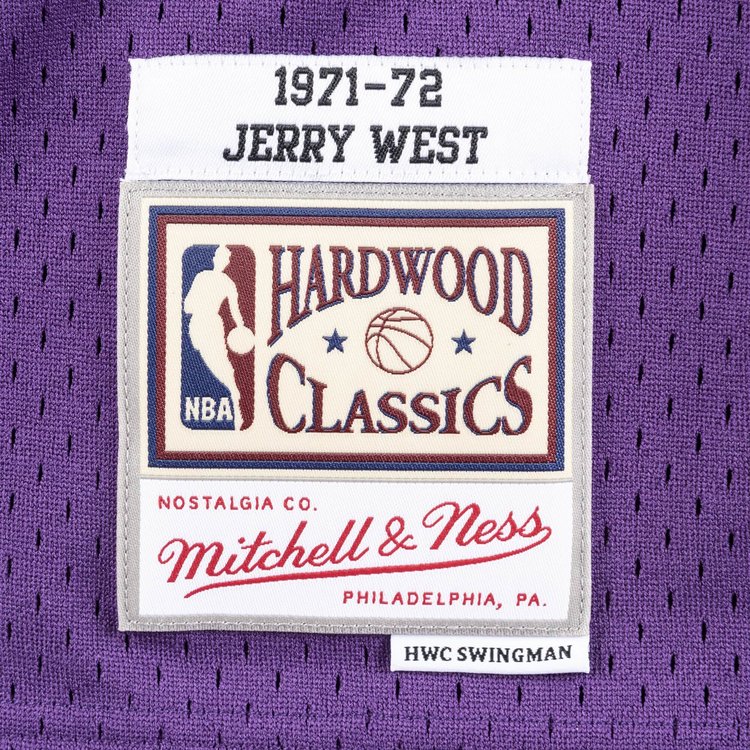 1971-72
JERRY WEST
HARDWOOD
CLASSICS
NBA
NOSTALGIA CO.
Mitchell & Ness
PHILADELPHIA, PA.
HWC SWINGMAN